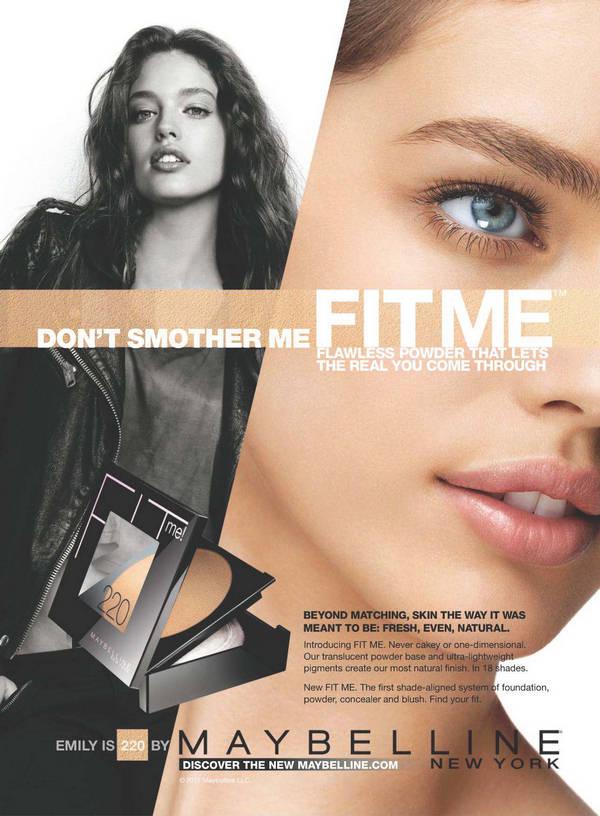 DON'T SMOTHER ME FIT ME™
FLAWLESS POWDER THAT LETS
THE REAL YOU COME THROUGH
FIT
me!
220
MAYBELLINE
BEYOND MATCHING, SKIN THE WAY IT WAS
MEANT TO BE: FRESH, EVEN, NATURAL.
Introducing FIT ME. Never cakey or one-dimensional.
Our translucent powder base and ultra-lightweight
pigments create our most natural finish. In 18 shades.
New FIT ME. The first shade-aligned system of foundation,
powder, concealer and blush. Find your fit.
EMILY IS 220 BY MAYBELLINE
DISCOVER THE NEW MAYBELLINE.COM NEW YORK
Maybelline LLC.